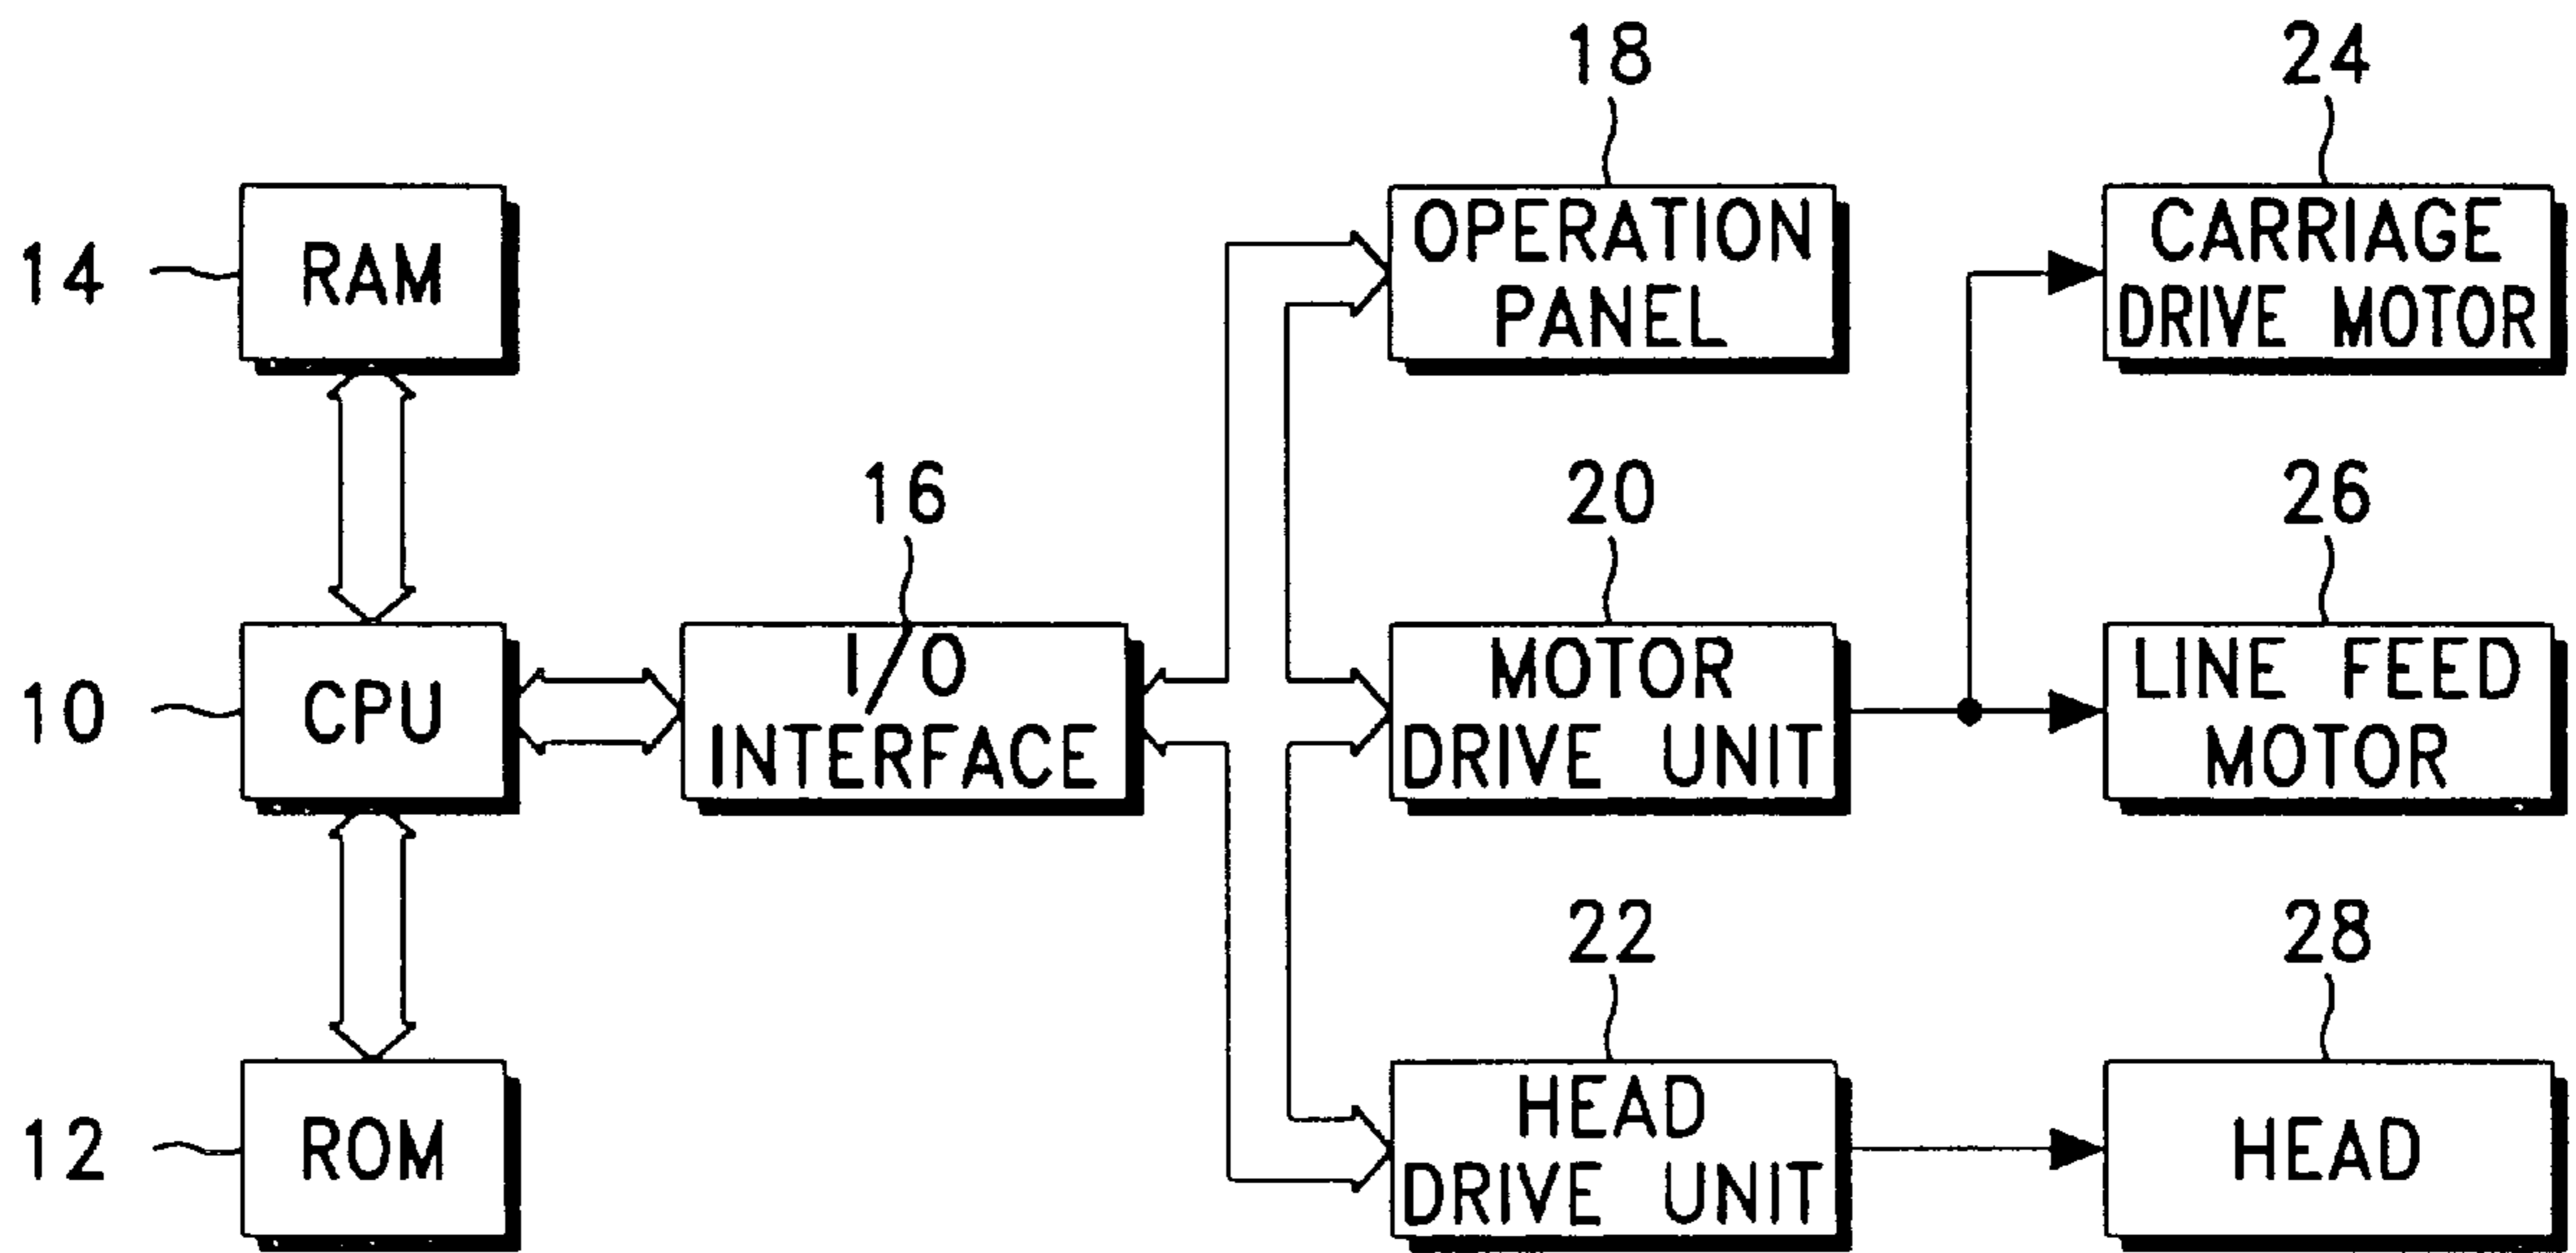 18
24
14
RAM
OPERATION
PANEL
CARRIAGE
DRIVE MOTOR
16
20
26
10
CPU
I/O
INTERFACE
MOTOR
DRIVE UNIT
LINE FEED
MOTOR
22
28
12
ROM
HEAD
DRIVE UNIT
HEAD